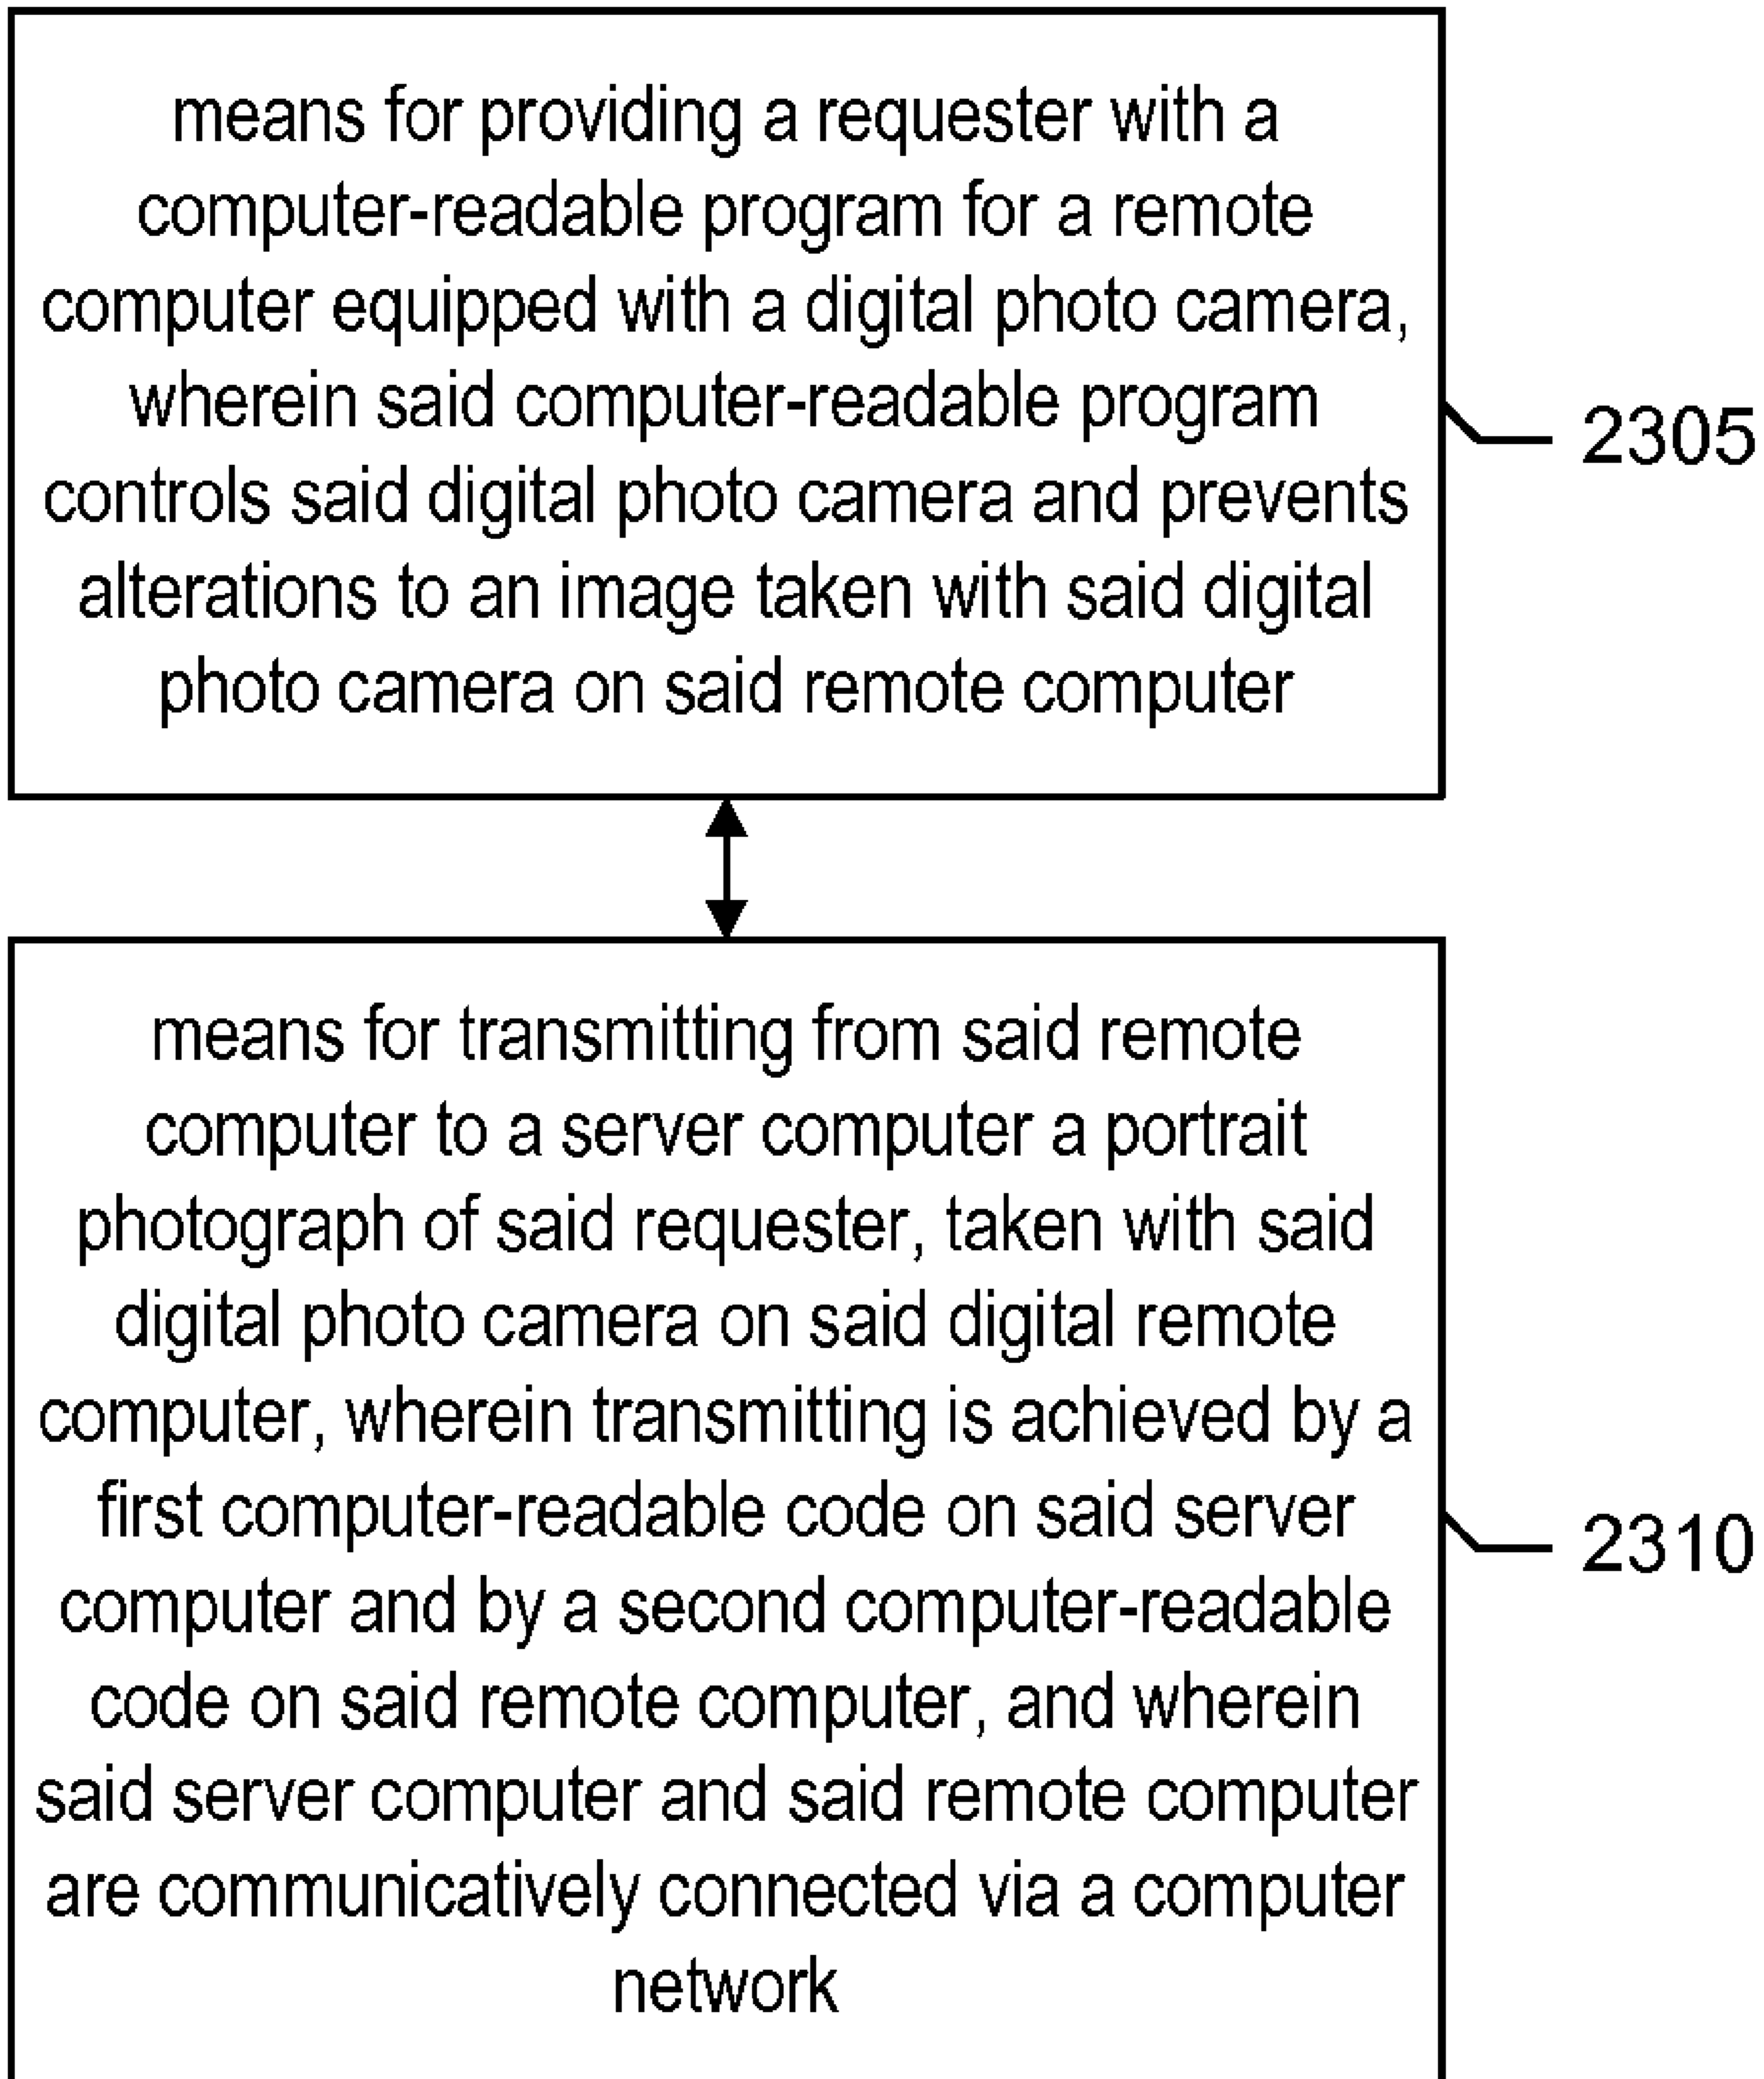 means for providing a requester with a
computer-readable program for a remote
computer equipped with a digital photo camera,
wherein said computer-readable program
controls said digital photo camera and prevents
alterations to an image taken with said digital
photo camera on said remote computer
2305
means for transmitting from said remote
computer to a server computer a portrait
photograph of said requester, taken with said
digital photo camera on said digital remote
computer, wherein transmitting is achieved by a
first computer-readable code on said server
computer and by a second computer-readable
code on said remote computer, and wherein
said server computer and said remote computer
are communicatively connected via a computer
network
2310